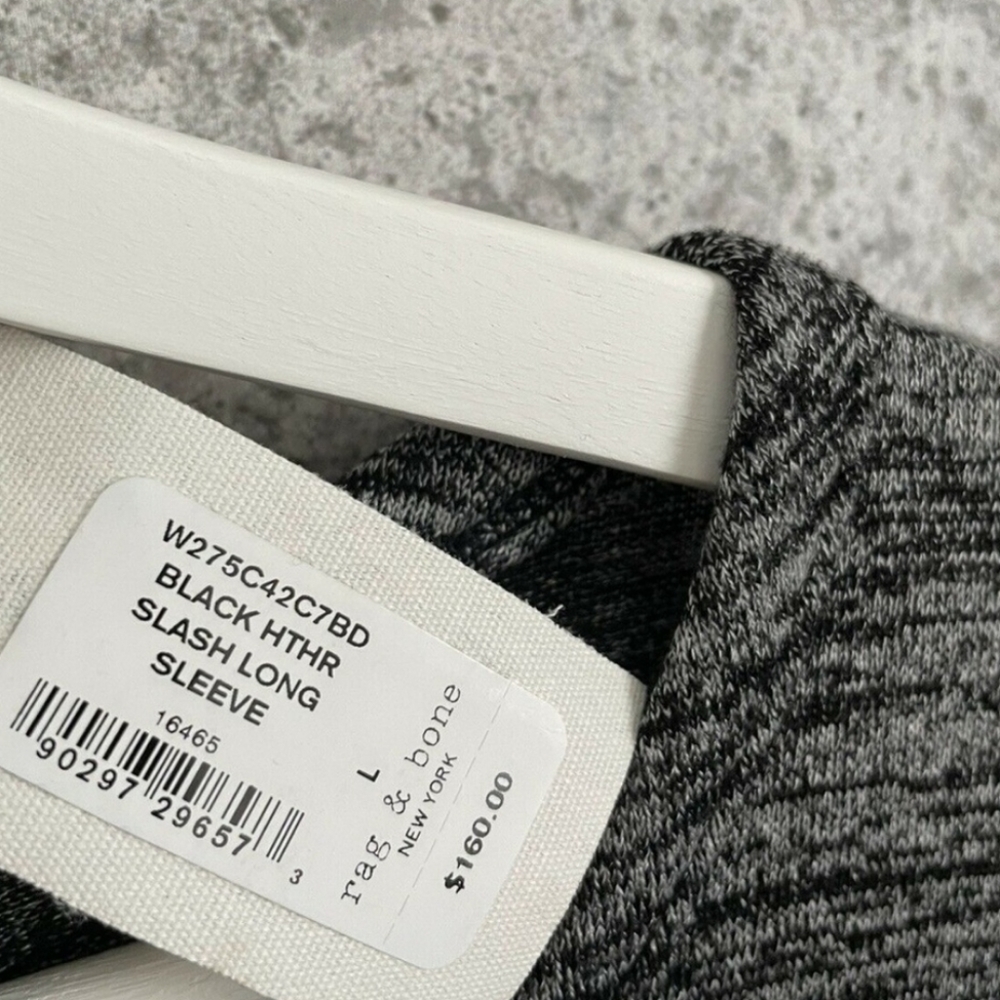 W275C42C7BD
BLACK HTHR
SLASH LONG
SLEEVE
16465
90297 29657 3
L
rag & bone
NEW YORK
$160.00